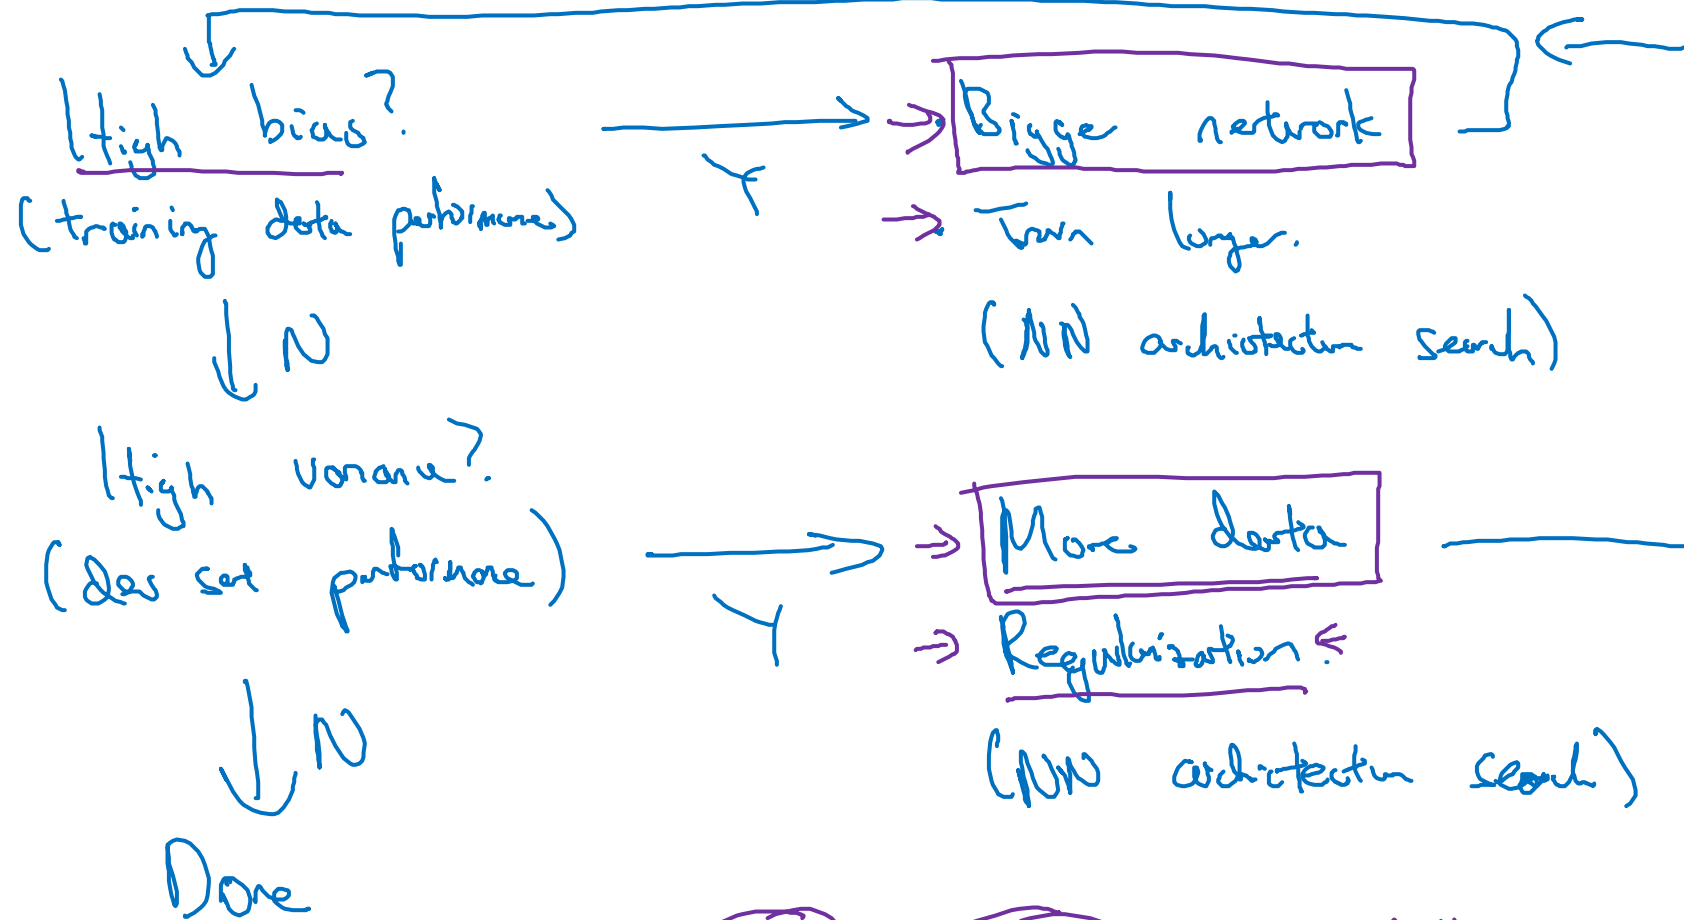 High bias?
(training data performance)
Y
Bigger network
Train longer.
(NN architecture search)
N
High variance?
(dev set performance)
Y
More data
Regularization.
(NN architecture search)
N
Done